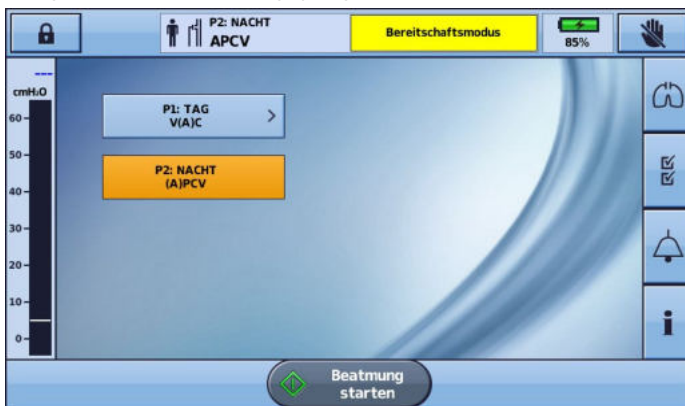 P2: NACHT
APCV
Bereitschaftsmodus
85%
---
cmH₂O
60
50
40
30
20
10
0
P1: TAG
V(A)C
P2: NACHT
(A)PCV
Beatmung
starten